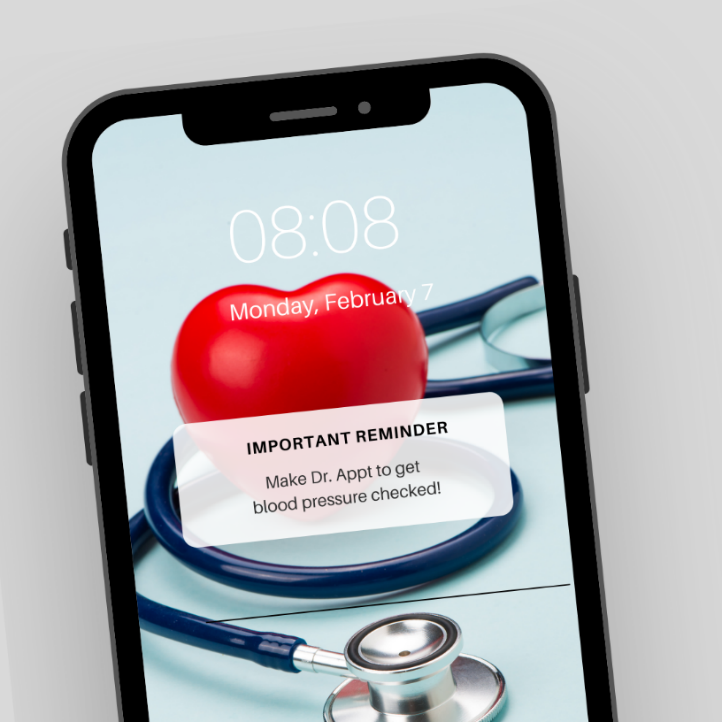 08:08
Monday, February 7
IMPORTANT REMINDER
Make Dr. Appt to get
blood pressure checked!